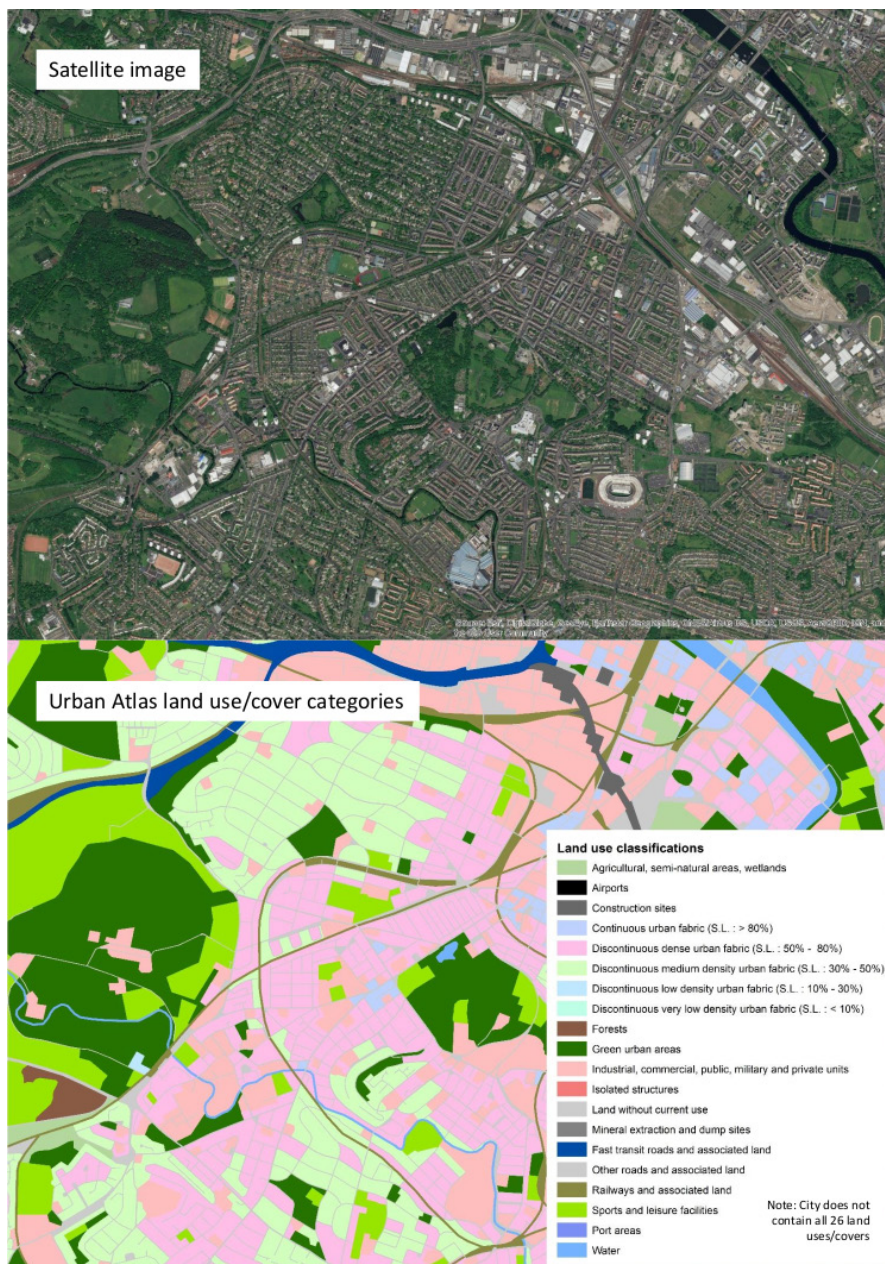 Satellite image
Urban Atlas land use/cover categories
Land use classifications
Agricultural, semi-natural areas, wetlands
Airports
Construction sites
Continuous urban fabric (S.L. : > 80%)
Discontinuous dense urban fabric (S.L. : 50% - 80%)
Discontinuous medium density urban fabric (S.L. : 30% - 50%)
Discontinuous low density urban fabric (S.L. : 10% - 30%)
Discontinuous very low density urban fabric (S.L. : < 10%)
Forests
Green urban areas
Industrial, commercial, public, military and private units
Isolated structures
Land without current use
Mineral extraction and dump sites
Fast transit roads and associated land
Other roads and associated land
Railways and associated land
Sports and leisure facilities
Port areas
Water
Note: City does not
contain all 26 land
uses/covers